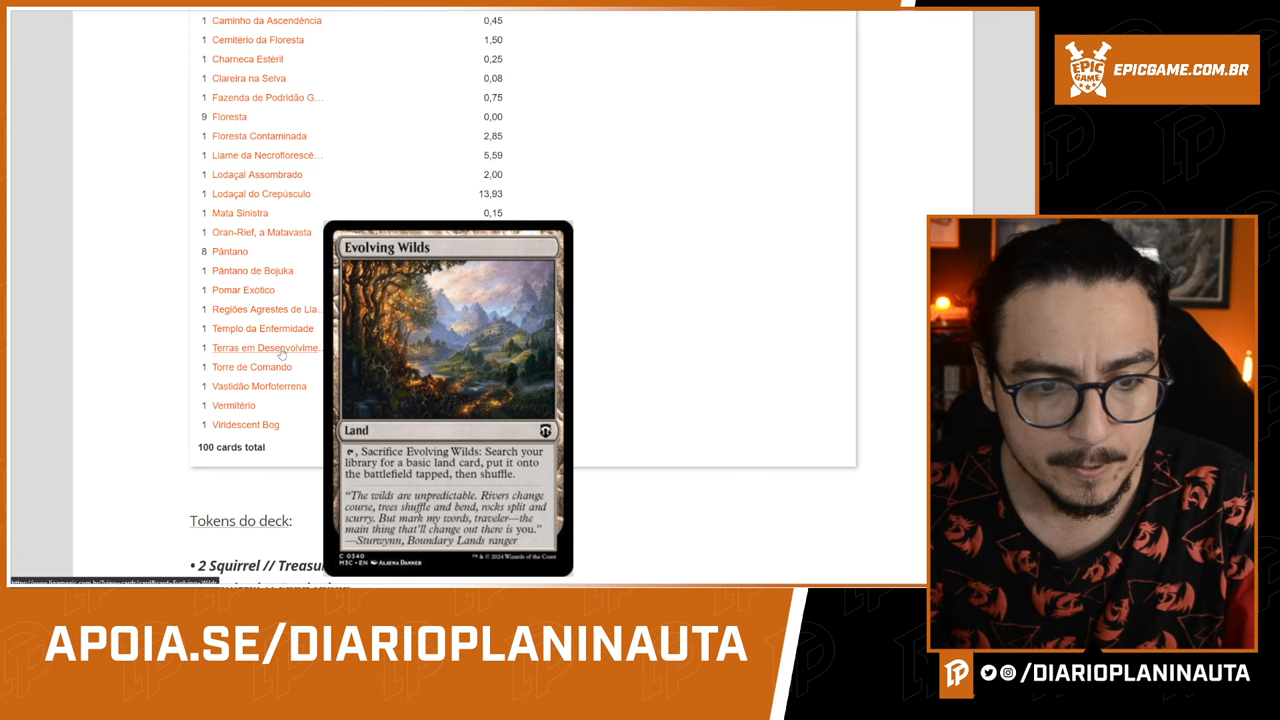 1 Caminho da Ascendência 0,45
1 Cemitério da Floresta 1,50
1 Charneca Estéril 0,25
1 Clareira na Selva 0,08
1 Fazenda de Podridão G... 0,75
9 Floresta 0,00
1 Floresta Contaminada 2,85
1 Liame da Necroflorescê... 5,59
1 Lodaçal Assombrado 2,00
1 Lodaçal do Crepúsculo 13,93
1 Mata Sinistra 0,15
1 Oran-Rief, a Matavasta
8 Pântano
1 Pântano de Bojuka
1 Pomar Exótico
1 Regiões Agrestes de Lla...
1 Templo da Enfermidade
1 Terras em Desenvolvime...
1 Torre de Comando
1 Vastidão Morfoterrena
1 Vermitério
1 Viridescent Bog
100 cards total
Tokens do deck:
• 2 Squirrel // Treasu
Evolving Wilds
Land
, Sacrifice Evolving Wilds: Search your
library for a basic land card, put it onto
the battlefield tapped, then shuffle.
“The wilds are unpredictable. Rivers change
course, trees shuffle and bend, rocks split and
scurry. But mark my words, traveler—the
main thing that’ll change out there is you.”
—Sturwynn, Boundary Lands ranger
C 0340
M3C • EN ALAYNA DANNER
™ & © 2024 Wizards of the Coast
EPIC
GAME
EPICGAME.COM.BR
APOIA.SE/DIARIOPLANINAUTA
/DIARIOPLANINAUTA